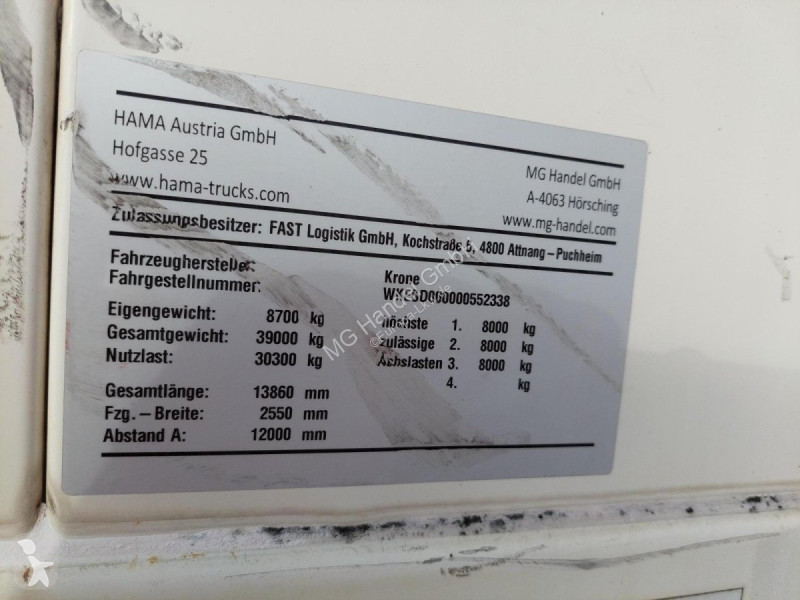 HAMA Austria GmbH
Hofgasse 25
www.hama-trucks.com
MG Handel GmbH
A-4063 Hörsching
www.mg-handel.com
Zulassungsbesitzer: FAST Logistik GmbH, Kochstraße 5, 4800 Attnang – Puchheim
Fahrzeughersteller: Krone
Fahrgestellnummer:
Eigengewicht: 8700 kg
Gesamtgewicht: 39000 kg
Nutzlast: 30300 kg
höchste 1. 8000 kg
zulässige 2. 8000 kg
Achslasten 3. 8000 kg
4. kg
Gesamtlänge: 13860 mm
Fzg. – Breite: 2550 mm
Abstand A: 12000 mm
MG Handel GmbH